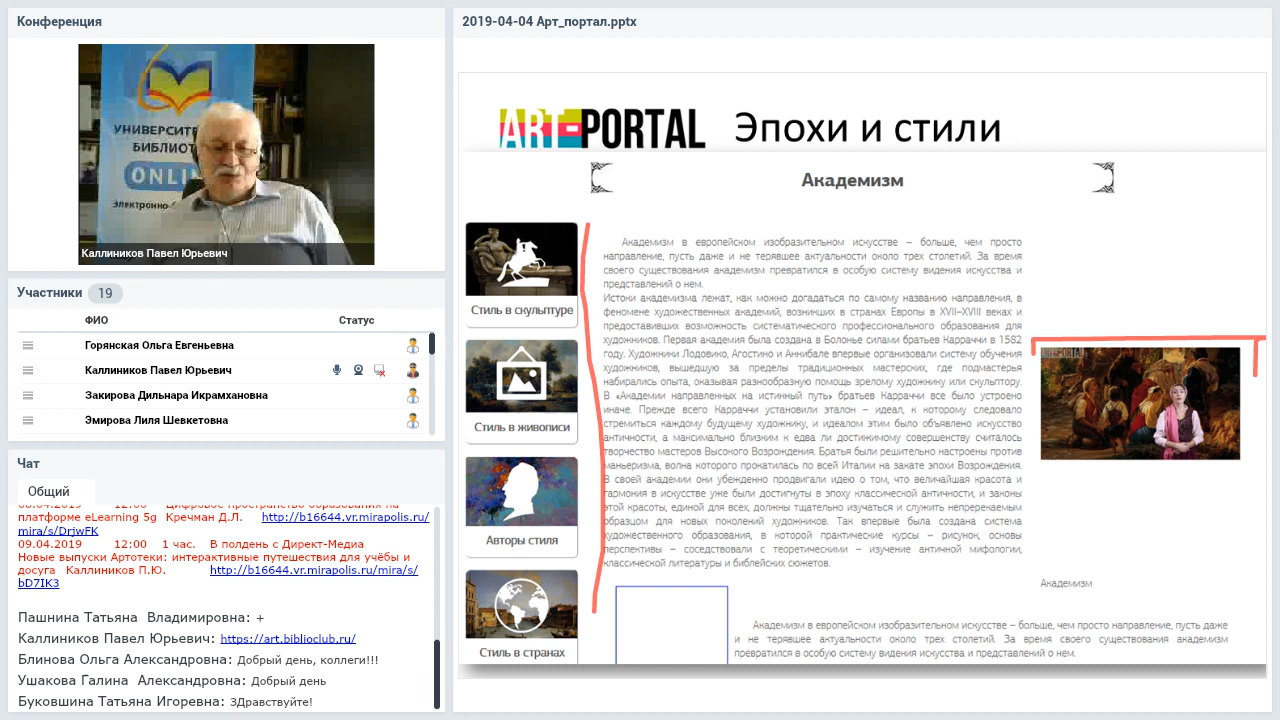 Конференция
УНИВЕРСИТЕ
БИБЛИОТ
ONLIN
Электронно-б
Каллиников Павел Юрьевич
Участники 19
ФИО Статус
Горянская Ольга Евгеньевна
Каллиников Павел Юрьевич
Закирова Дильнара Икрамхановна
Эмирова Лиля Шевкетовна
Чат
Общий
08.04.2019 12:00 Цифровое пространство образования на
платформе eLearning 5g Кречман Д.Л. http://b16644.vr.mirapolis.ru/
mira/s/DrjwFK
09.04.2019 12:00 1 час. В полдень с Директ-Медиа
Новые выпуски Артотеки: интерактивные путешествия для учёбы и
досуга Каллиников П.Ю. http://b16644.vr.mirapolis.ru/mira/s/
bD7IK3
Пашнина Татьяна Владимировна: +
Каллиников Павел Юрьевич: https://art.biblioclub.ru/
Блинова Ольга Александровна: Добрый день, коллеги!!!
Ушакова Галина Александровна: Добрый день
Буковшина Татьяна Игоревна: ЗДравствуйте!
2019-04-04 Арт_портал.pptx
ART-PORTAL Эпохи и стили
Академизм
Стиль в скульптуре
Стиль в живописи
Авторы стиля
Стиль в странах
Академизм в европейском изобразительном искусстве – больше, чем просто
направление, пусть даже и не терявшее актуальности около трех столетий. За время
своего существования академизм превратился в особую систему видения искусства и
представлений о нем.
Истоки академизма лежат, как можно догадаться по самому названию направления, в
феномене художественных академий, возникших в странах Европы в XVII–XVIII веках и
предоставивших возможность систематического профессионального образования для
художников. Первая академия была создана в Болонье силами братьев Карраччи в 1582
году. Художники Лодовико, Агостино и Аннибале впервые организовали систему обучения
художников, вышедшую за пределы традиционных мастерских, где подмастерья
набирались опыта, оказывая разнообразную помощь зрелому художнику или скульптору.
В «Академии направленных на истинный путь» братьев Карраччи все было устроено
иначе. Прежде всего Карраччи установили эталон – идеал, к которому следовало
стремиться каждому будущему художнику, и идеалом этим было объявлено искусство
античности, а максимально близким к едва ли достижимому совершенству считалось
творчество мастеров Высокого Возрождения. Братья были решительно настроены против
маньеризма, волна которого прокатилась по всей Италии на закате эпохи Возрождения.
В своей академии они убежденно продвигали идею о том, что величайшая красота и
гармония в искусстве уже были достигнуты в эпоху классической античности, и законы
этой красоты, единой для всех, должны тщательно изучаться и служить непререкаемым
образцом для новых поколений художников. Так впервые была создана система
художественного образования, в которой практические курсы – рисунок, основы
перспективы – соседствовали с теоретическими – изучение античной мифологии,
классической литературы и библейских сюжетов.
Академизм
Академизм в европейском изобразительном искусстве – больше, чем просто направление, пусть даже
и не терявшее актуальности около трех столетий. За время своего существования академизм
превратился в особую систему видения искусства и представлений о нем.